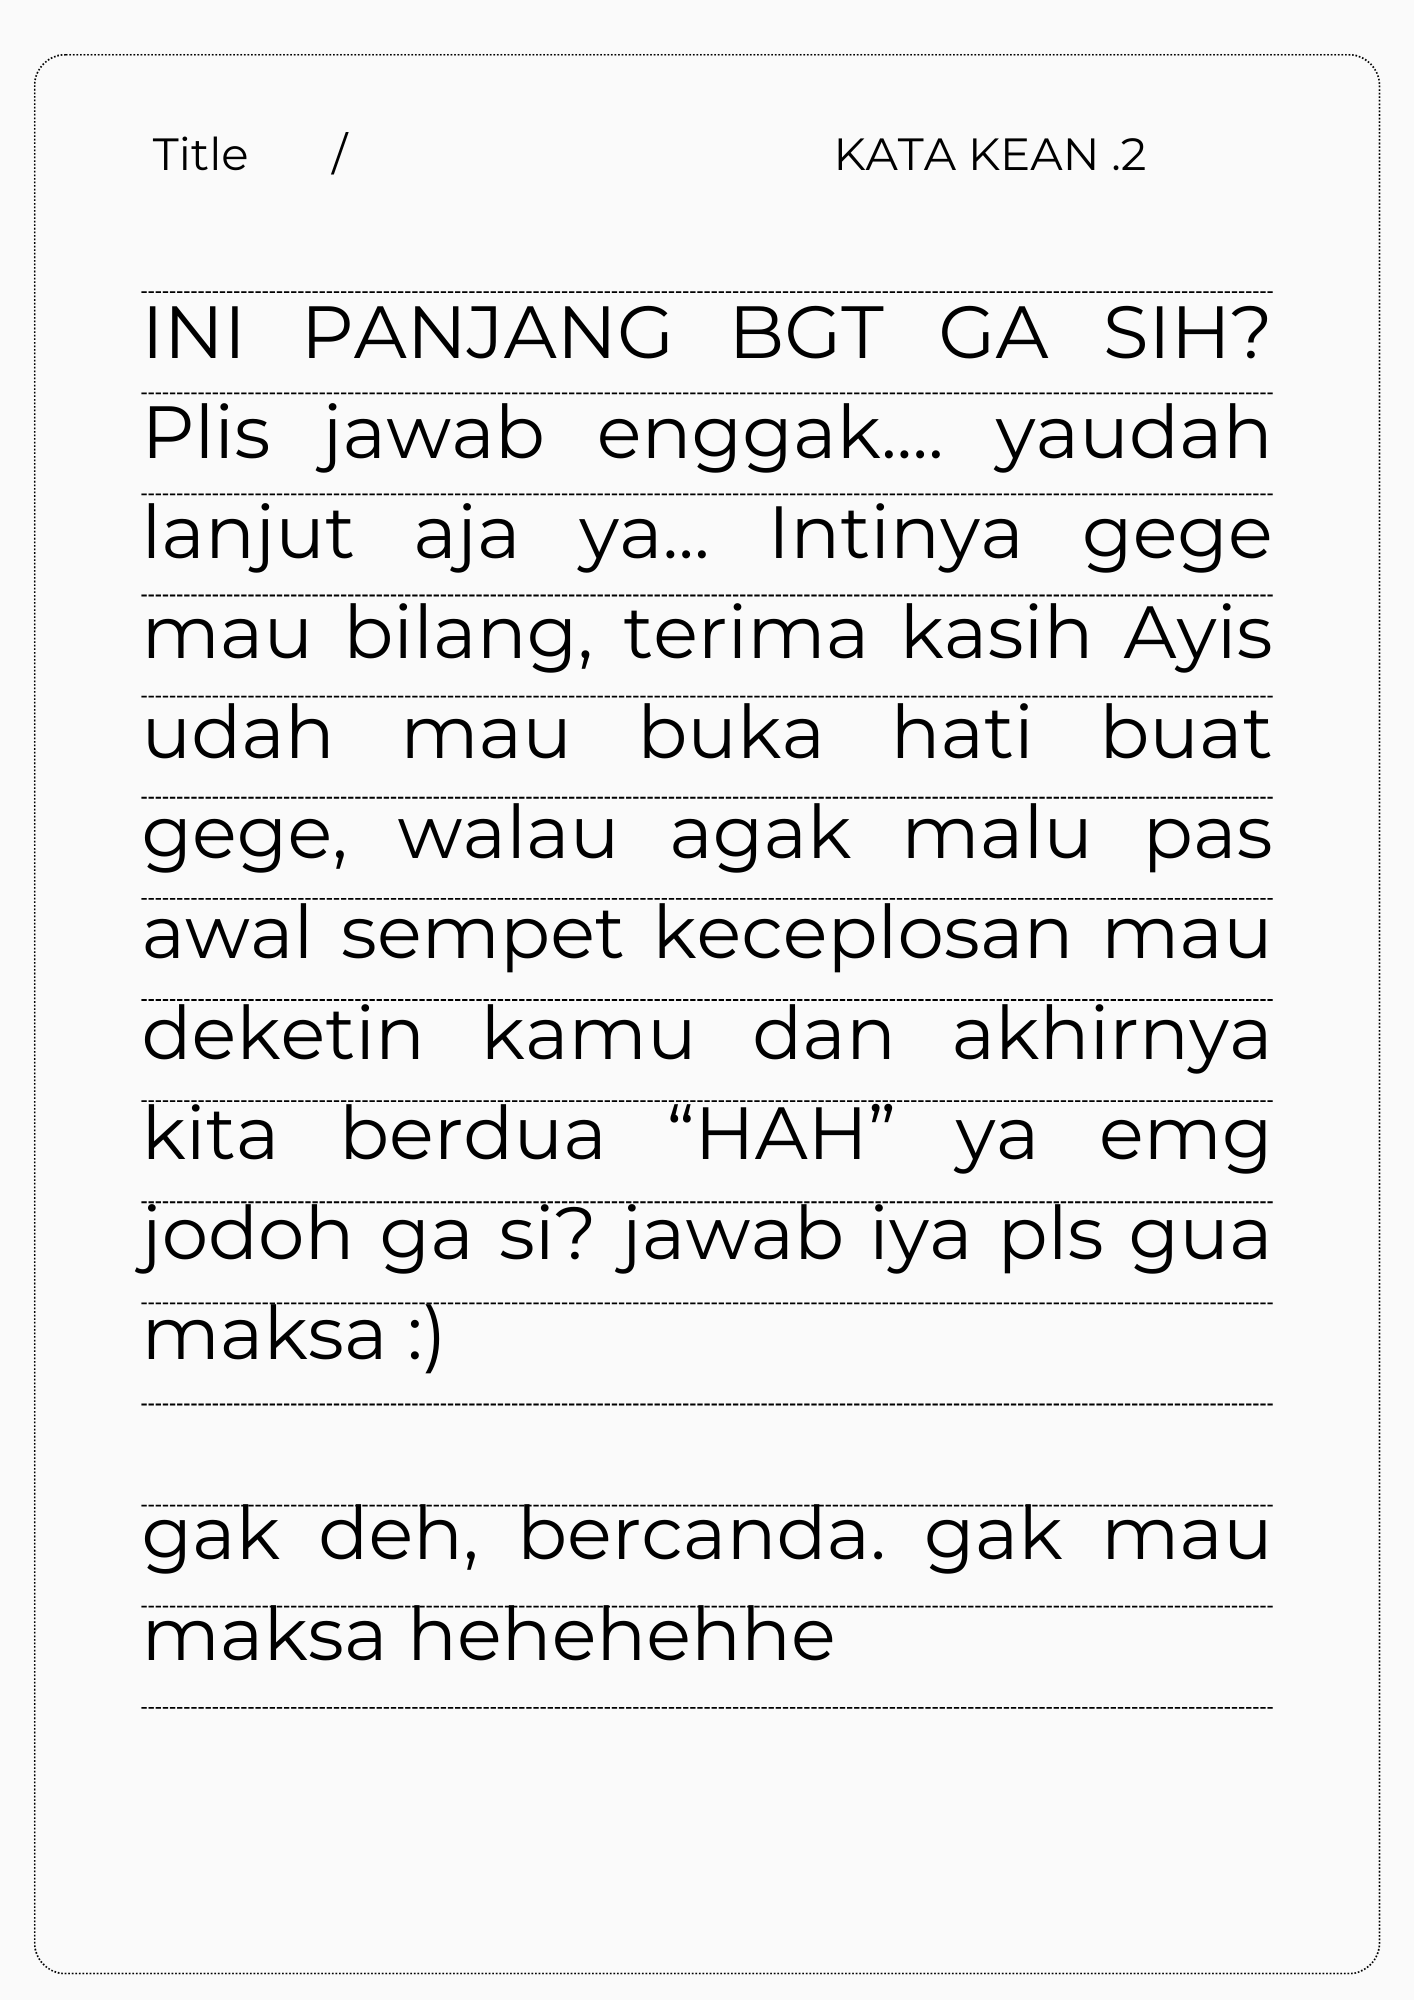 Title / KATA KEAN .2
INI PANJANG BGT GA SIH?
Plis jawab enggak.... yaudah
lanjut aja ya... Intinya gege
mau bilang, terima kasih Ayis
udah mau buka hati buat
gege, walau agak malu pas
awal sempet keceplosan mau
deketin kamu dan akhirnya
kita berdua “HAH” ya emg
jodoh ga si? jawab iya pls gua
maksa :)
gak deh, bercanda. gak mau
maksa hehehehhe